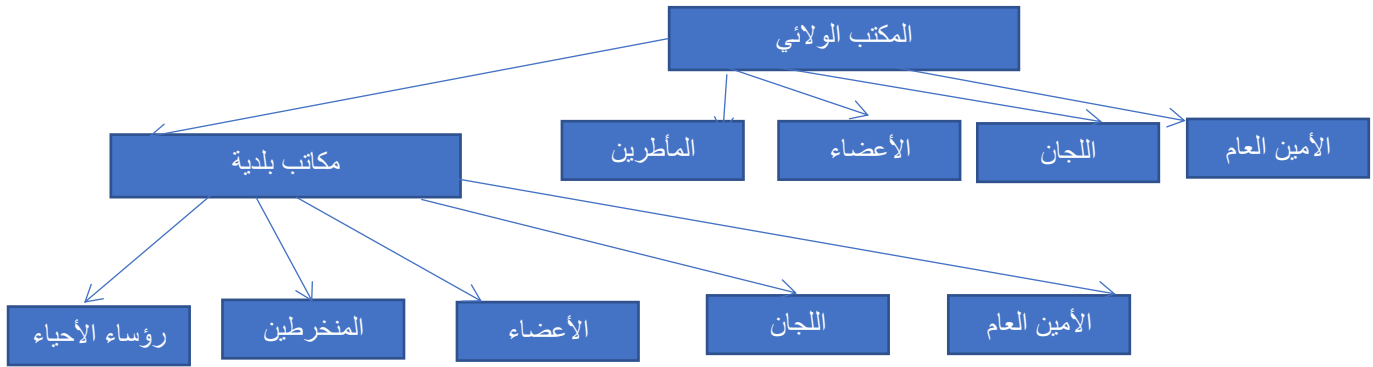 المكتب الولائي
الأمين العام
اللجان
الأعضاء
المأطرين
مكاتب بلدية
الأمين العام
اللجان
الأعضاء
المنخرطين
رؤساء الأحياء